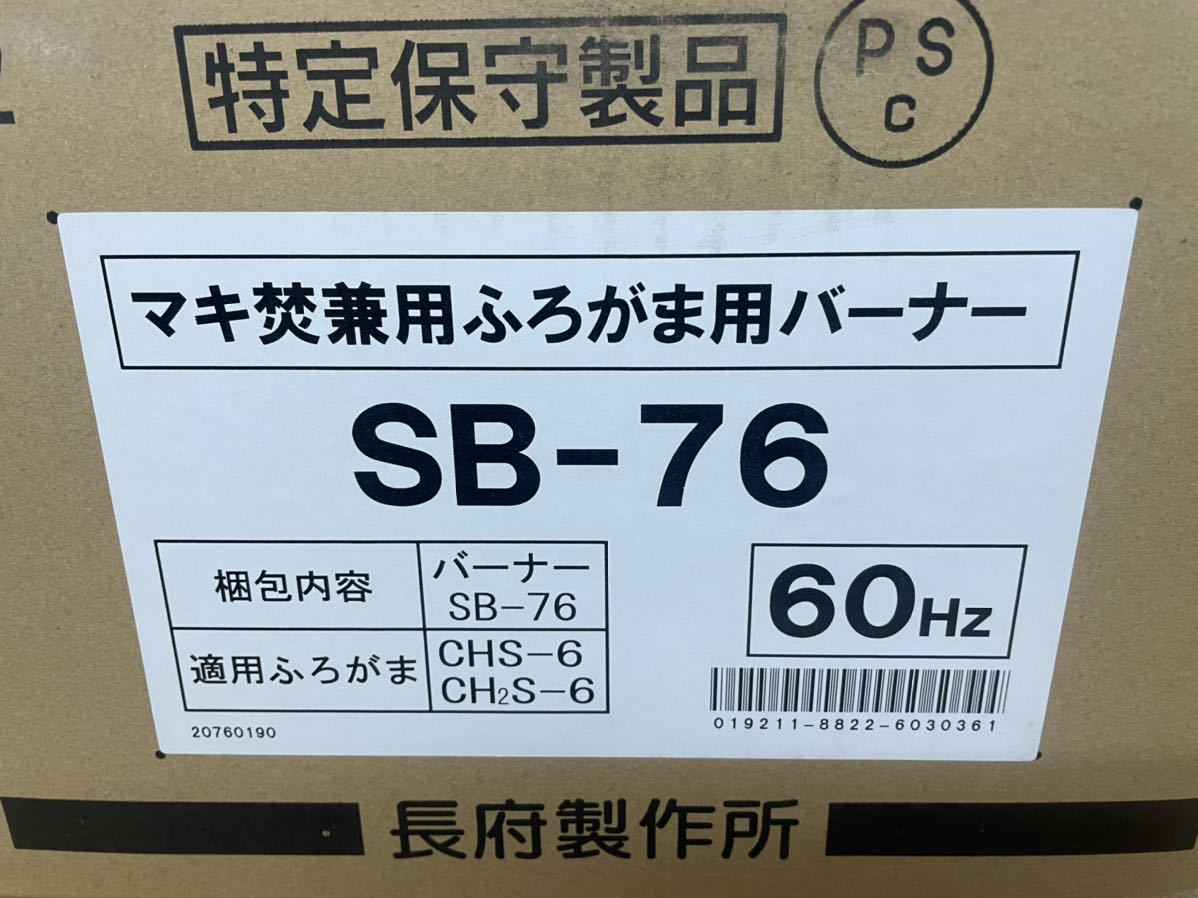 特定保守製品
PS
C
マキ焚兼用ふろがま用バーナー
SB-76
梱包内容
バーナー
SB-76
適用ふろがま
CHS-6
CH₂S-6
60Hz
20760190
019211-8822-6030361
長府製作所